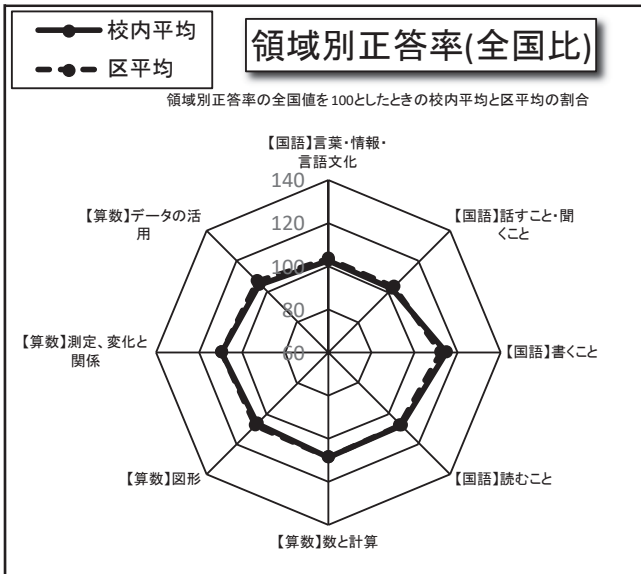 校内平均
区平均
領域別正答率(全国比)
領域別正答率の全国値を100としたときの校内平均と区平均の割合
【国語】言葉・情報・
言語文化
【国語】話すこと・聞
くこと
【国語】書くこと
【国語】読むこと
【算数】数と計算
【算数】図形
【算数】測定、変化と
関係
【算数】データの活
用
140
120
100
80
60